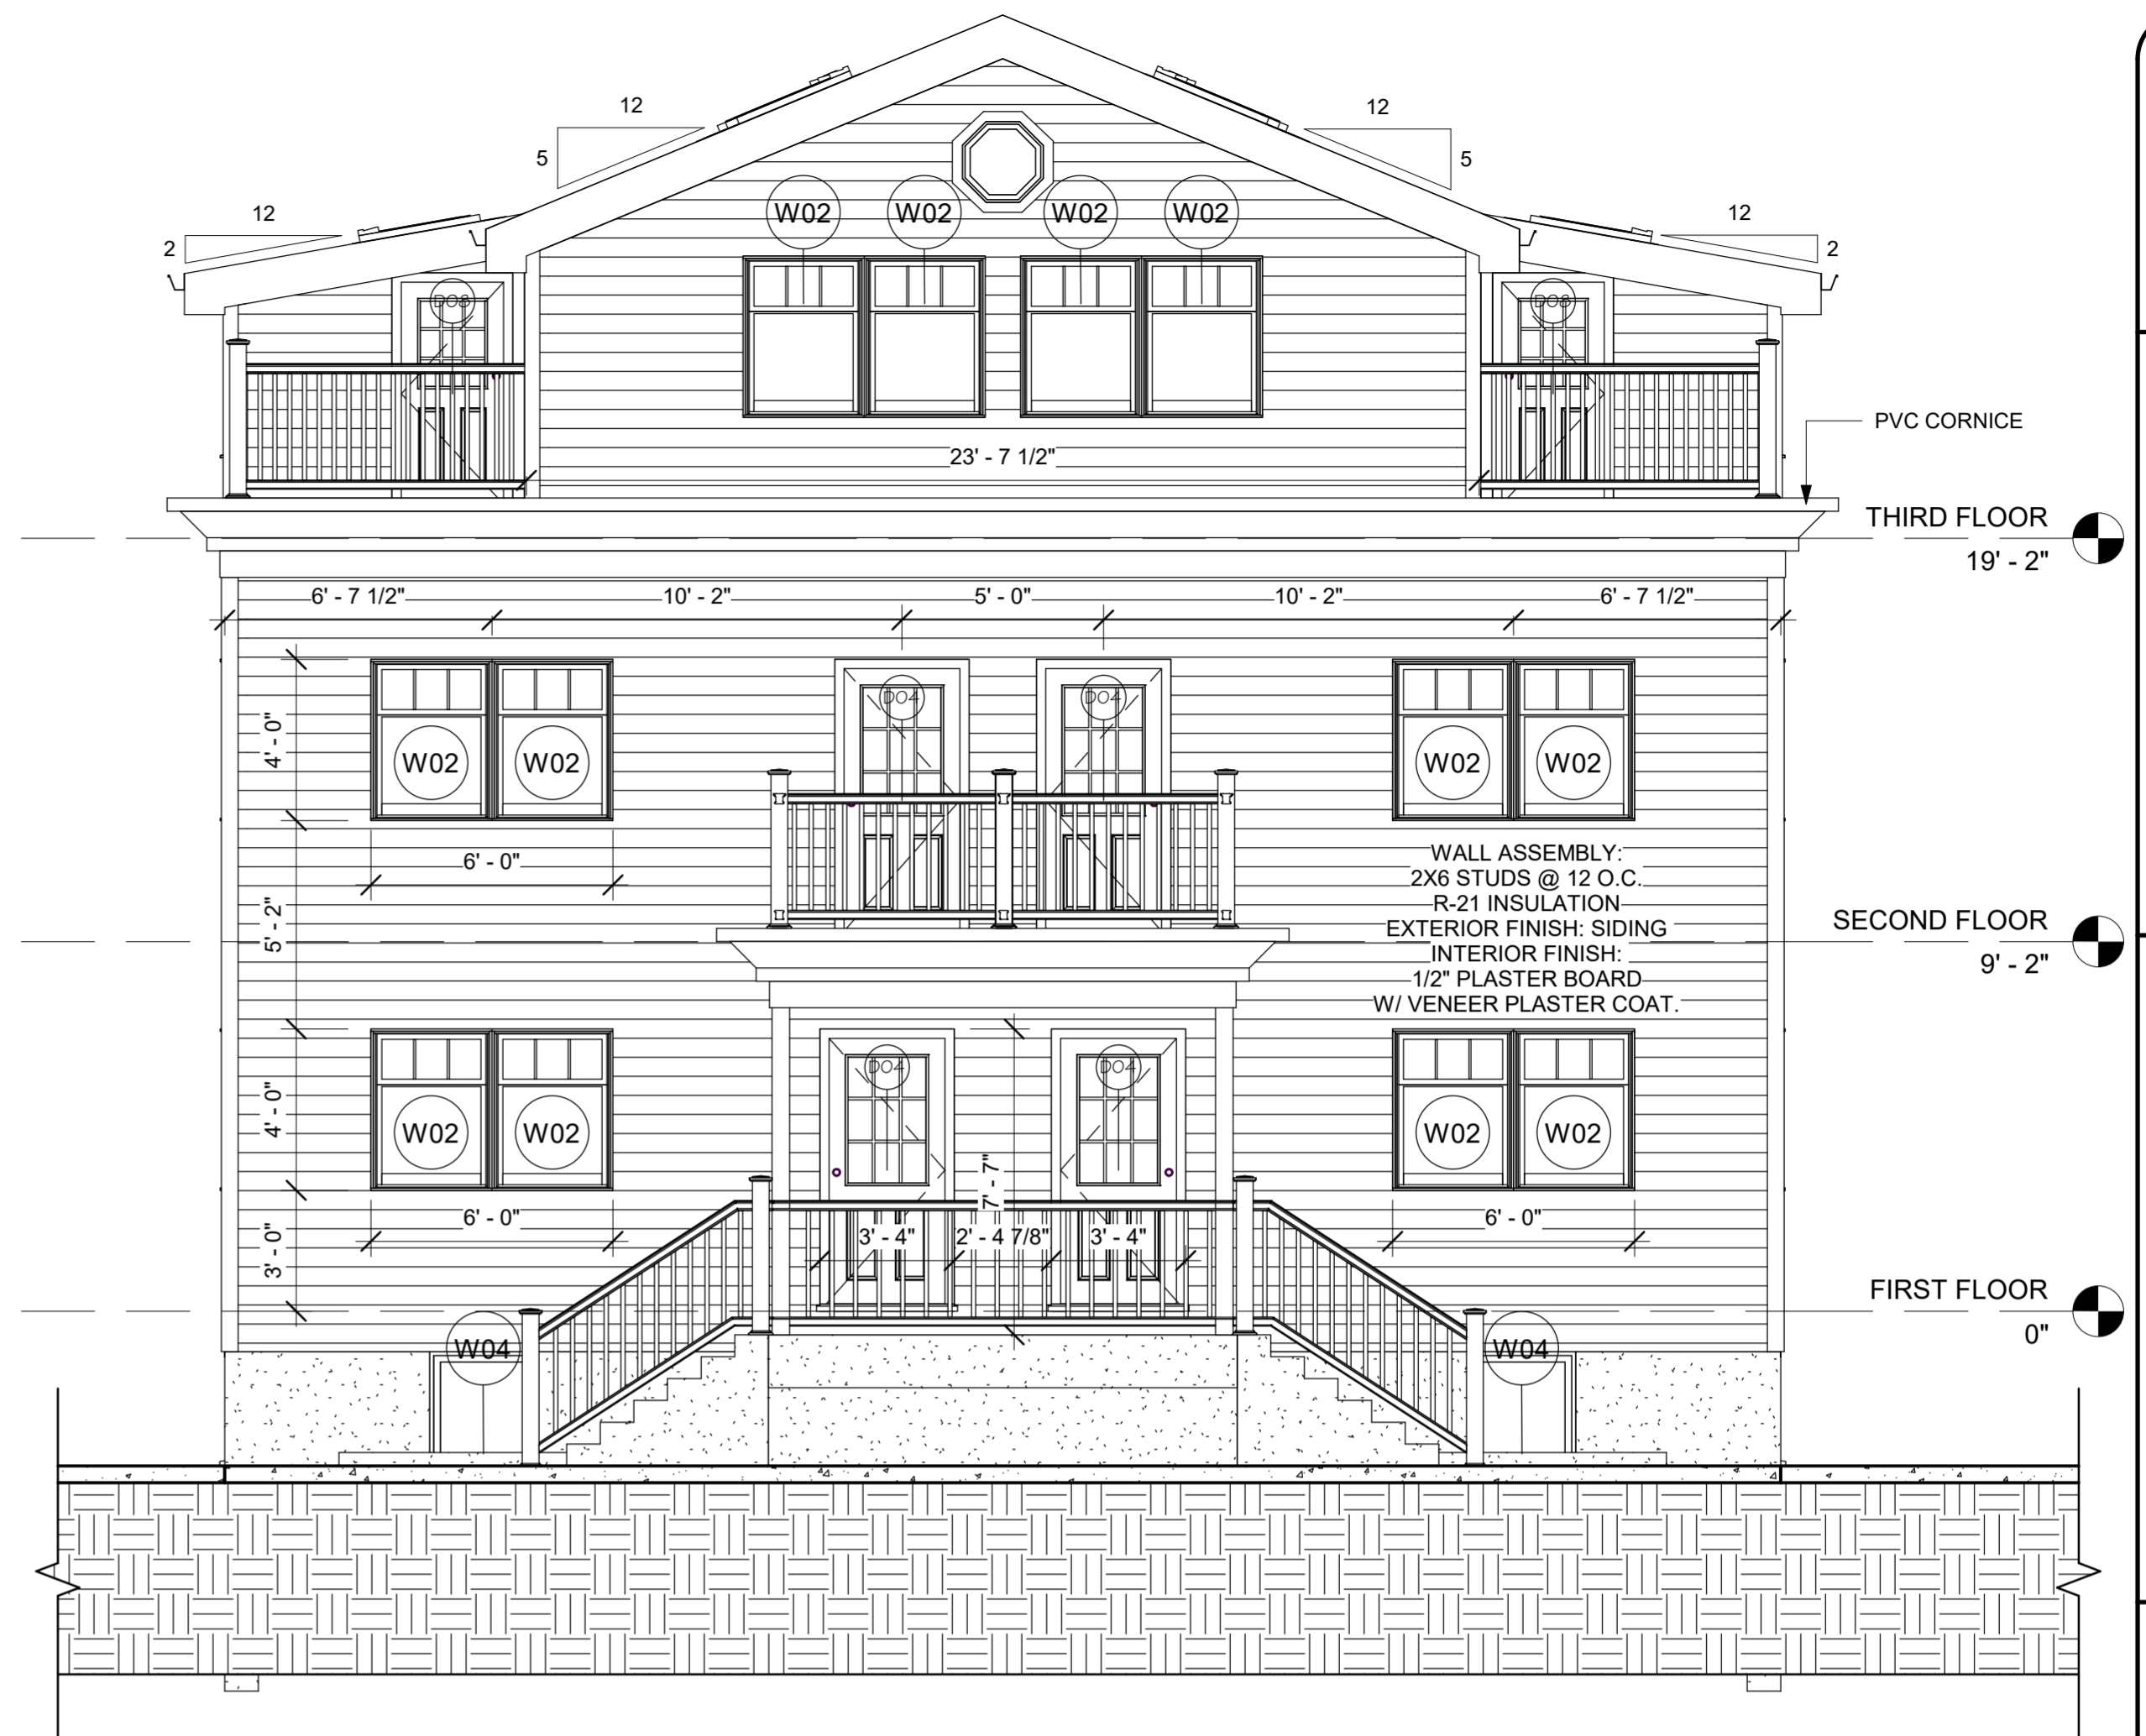 12
12
5
5
12
12
2
2
W02
W02
W02
W02
D08
D08
PVC CORNICE
23' - 7 1/2"
THIRD FLOOR
19' - 2"
6' - 7 1/2"
10' - 2"
5' - 0"
10' - 2"
6' - 7 1/2"
D04
D04
4' - 0"
W02
W02
W02
W02
6' - 0"
WALL ASSEMBLY:
2X6 STUDS @ 12 O.C.
R-21 INSULATION
EXTERIOR FINISH: SIDING
INTERIOR FINISH:
1/2" PLASTER BOARD
W/ VENEER PLASTER COAT.
5' - 2"
SECOND FLOOR
9' - 2"
D04
D04
4' - 0"
W02
W02
W02
W02
7' - 7"
6' - 0"
3' - 4"
2' - 4 7/8"
3' - 4"
6' - 0"
3' - 0"
FIRST FLOOR
0"
W04
W04